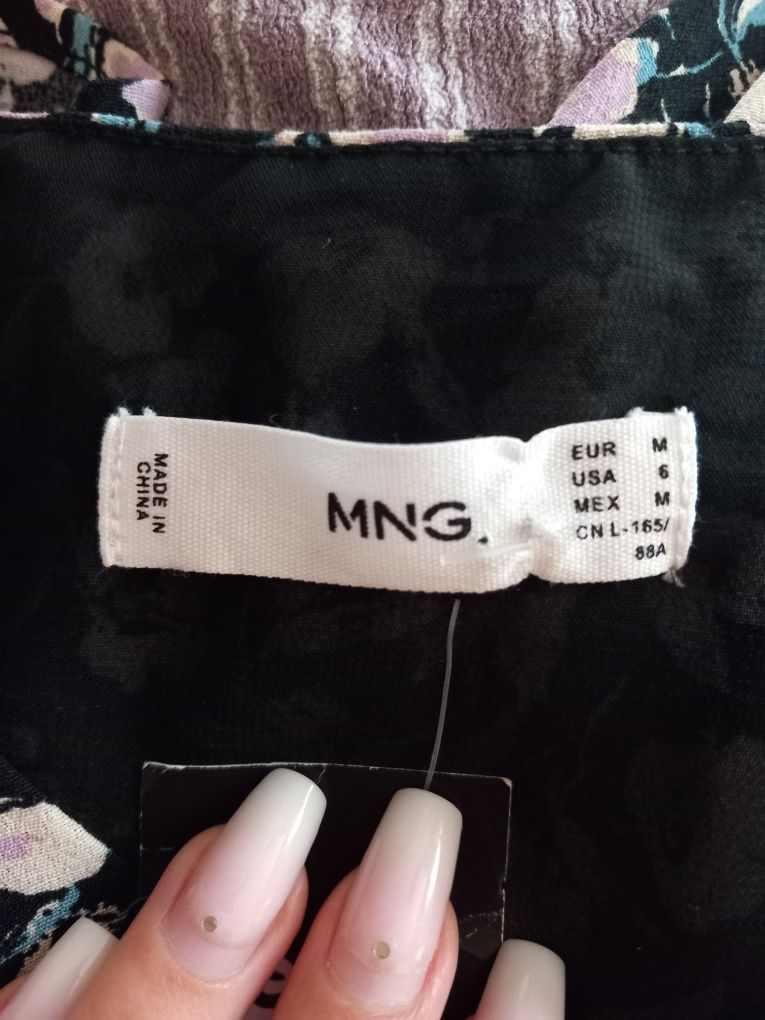 MADE IN
CHINA
MNG.
EUR M
USA 6
MEX M
CN L-165/
88A